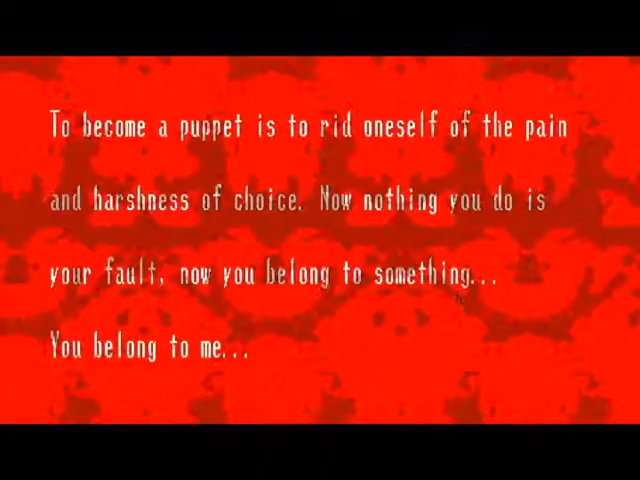 To become a puppet is to rid oneself of the pain
and harshness of choice. Now nothing you do is
your fault, now you belong to something...
You belong to me...